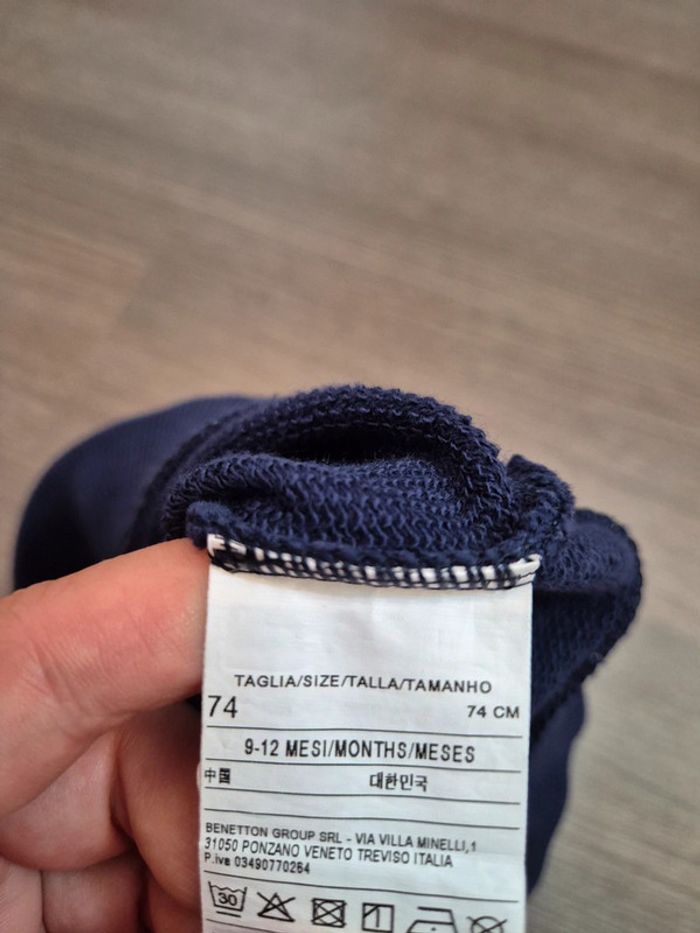 TAGLIA/SIZE/TALLA/TAMANHO
74 74 CM
9-12 MESI/MONTHS/MESES
中国 대한민국
BENETTON GROUP SRL - VIA VILLA MINELLI,1
31050 PONZANO VENETO TREVISO ITALIA
P.iva 03490770264
30 1